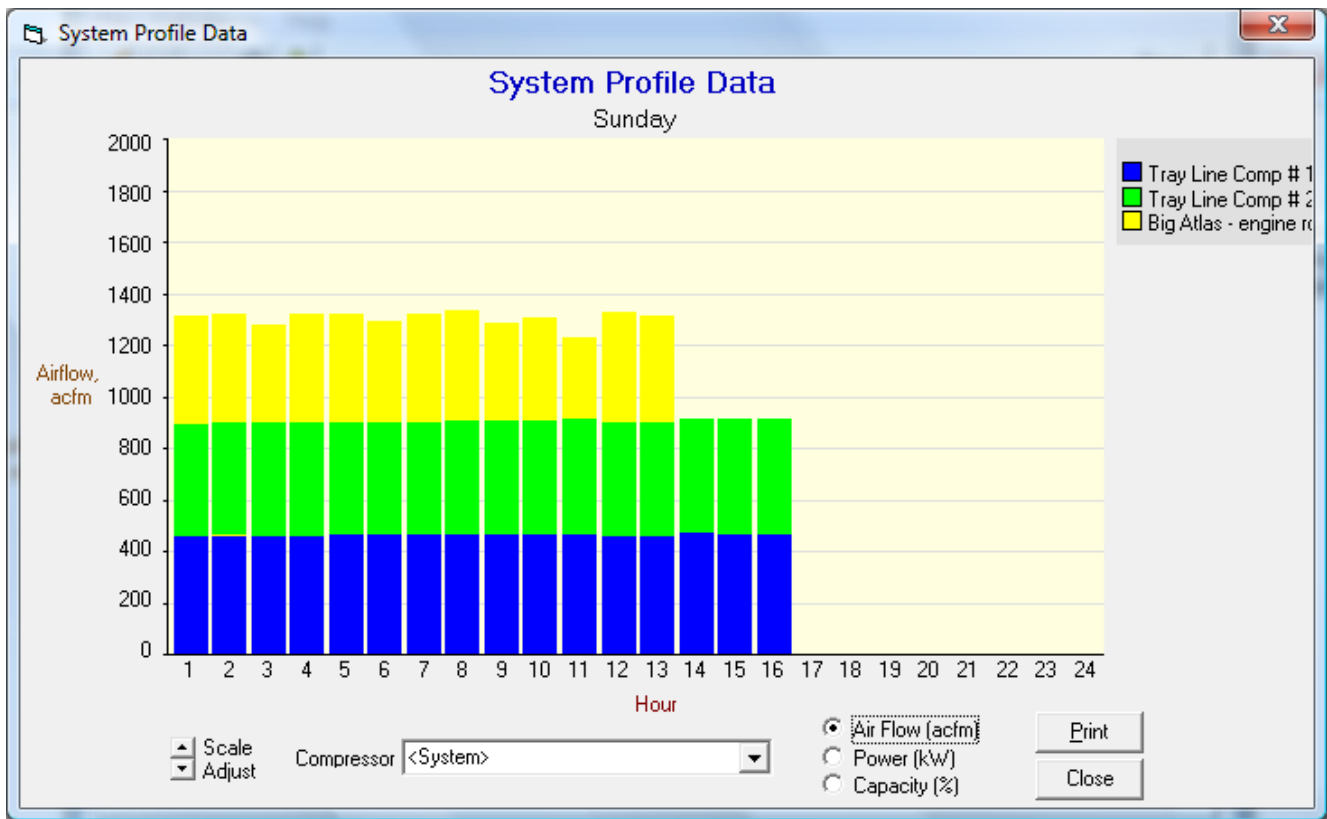 System Profile Data
System Profile Data
Sunday
2000
1800
1600
1400
1200
1000
800
600
400
200
0
Airflow,
acfm
1 2 3 4 5 6 7 8 9 10 11 12 13 14 15 16 17 18 19 20 21 22 23 24
Hour
Tray Line Comp # 1
Tray Line Comp # 2
Big Atlas - engine
Scale
Adjust
Compressor <System>
Air Flow (acfm)
Power (kW)
Capacity (%)
Print
Close